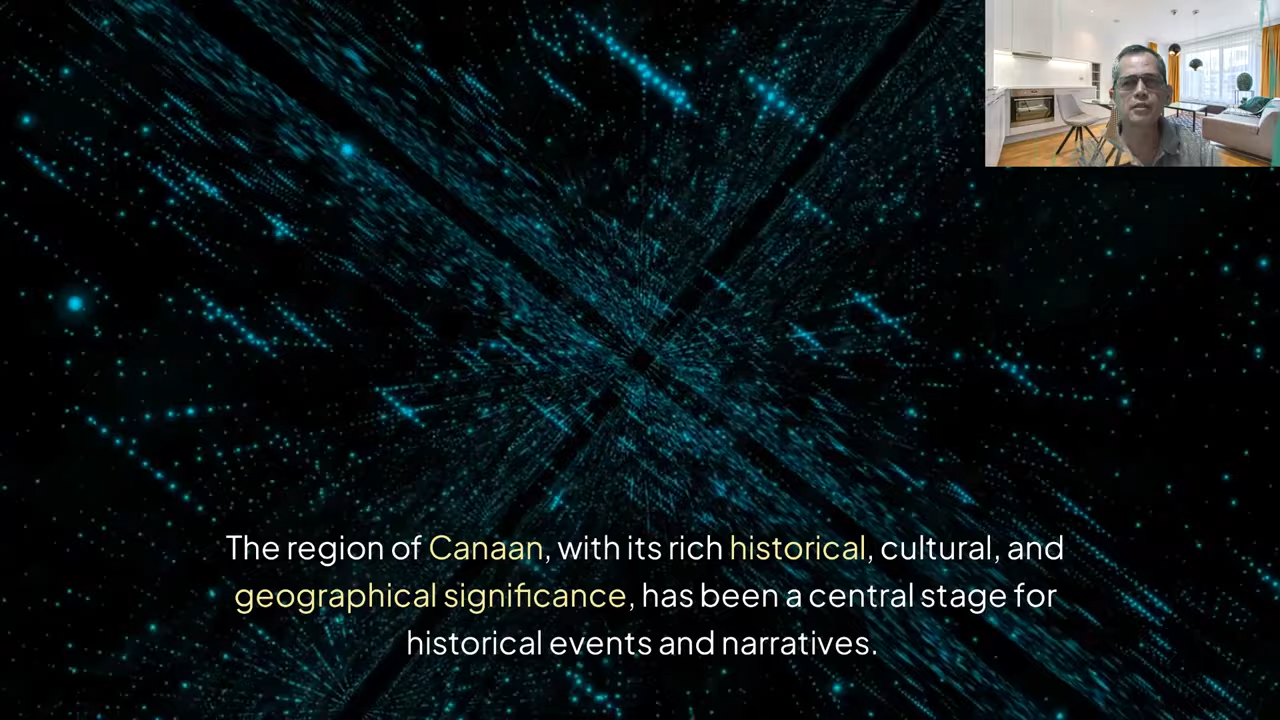 The region of Canaan, with its rich historical, cultural, and
geographical significance, has been a central stage for
historical events and narratives.